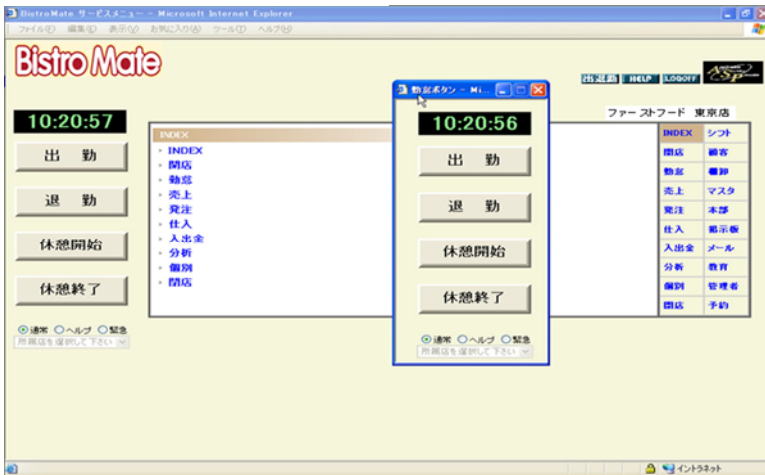 BistroMate サービスメニュー - Microsoft Internet Explorer
ファイル(F) 編集(E) 表示(V) お気に入り(A) ツール(T) ヘルプ(H)
Bistro Mate
出退勤 HELP LOGOFF
ファーストフード 東京店
10:20:57
出 勤
退 勤
休憩開始
休憩終了
通常 ヘルプ 緊急
所属店を選択して下さい
INDEX
INDEX
開店
勤怠
売上
発注
仕入
入出金
分析
個別
閉店
勤怠ボタン - Mi...
10:20:56
出 勤
退 勤
休憩開始
休憩終了
通常 ヘルプ 緊急
所属店を選択して下さい
INDEX シフト
開店 顧客
勤怠 棚卸
売上 マスタ
発注 本部
仕入 掲示板
入出金 メール
分析 教育
個別 管理者
閉店 予約
イントラネット